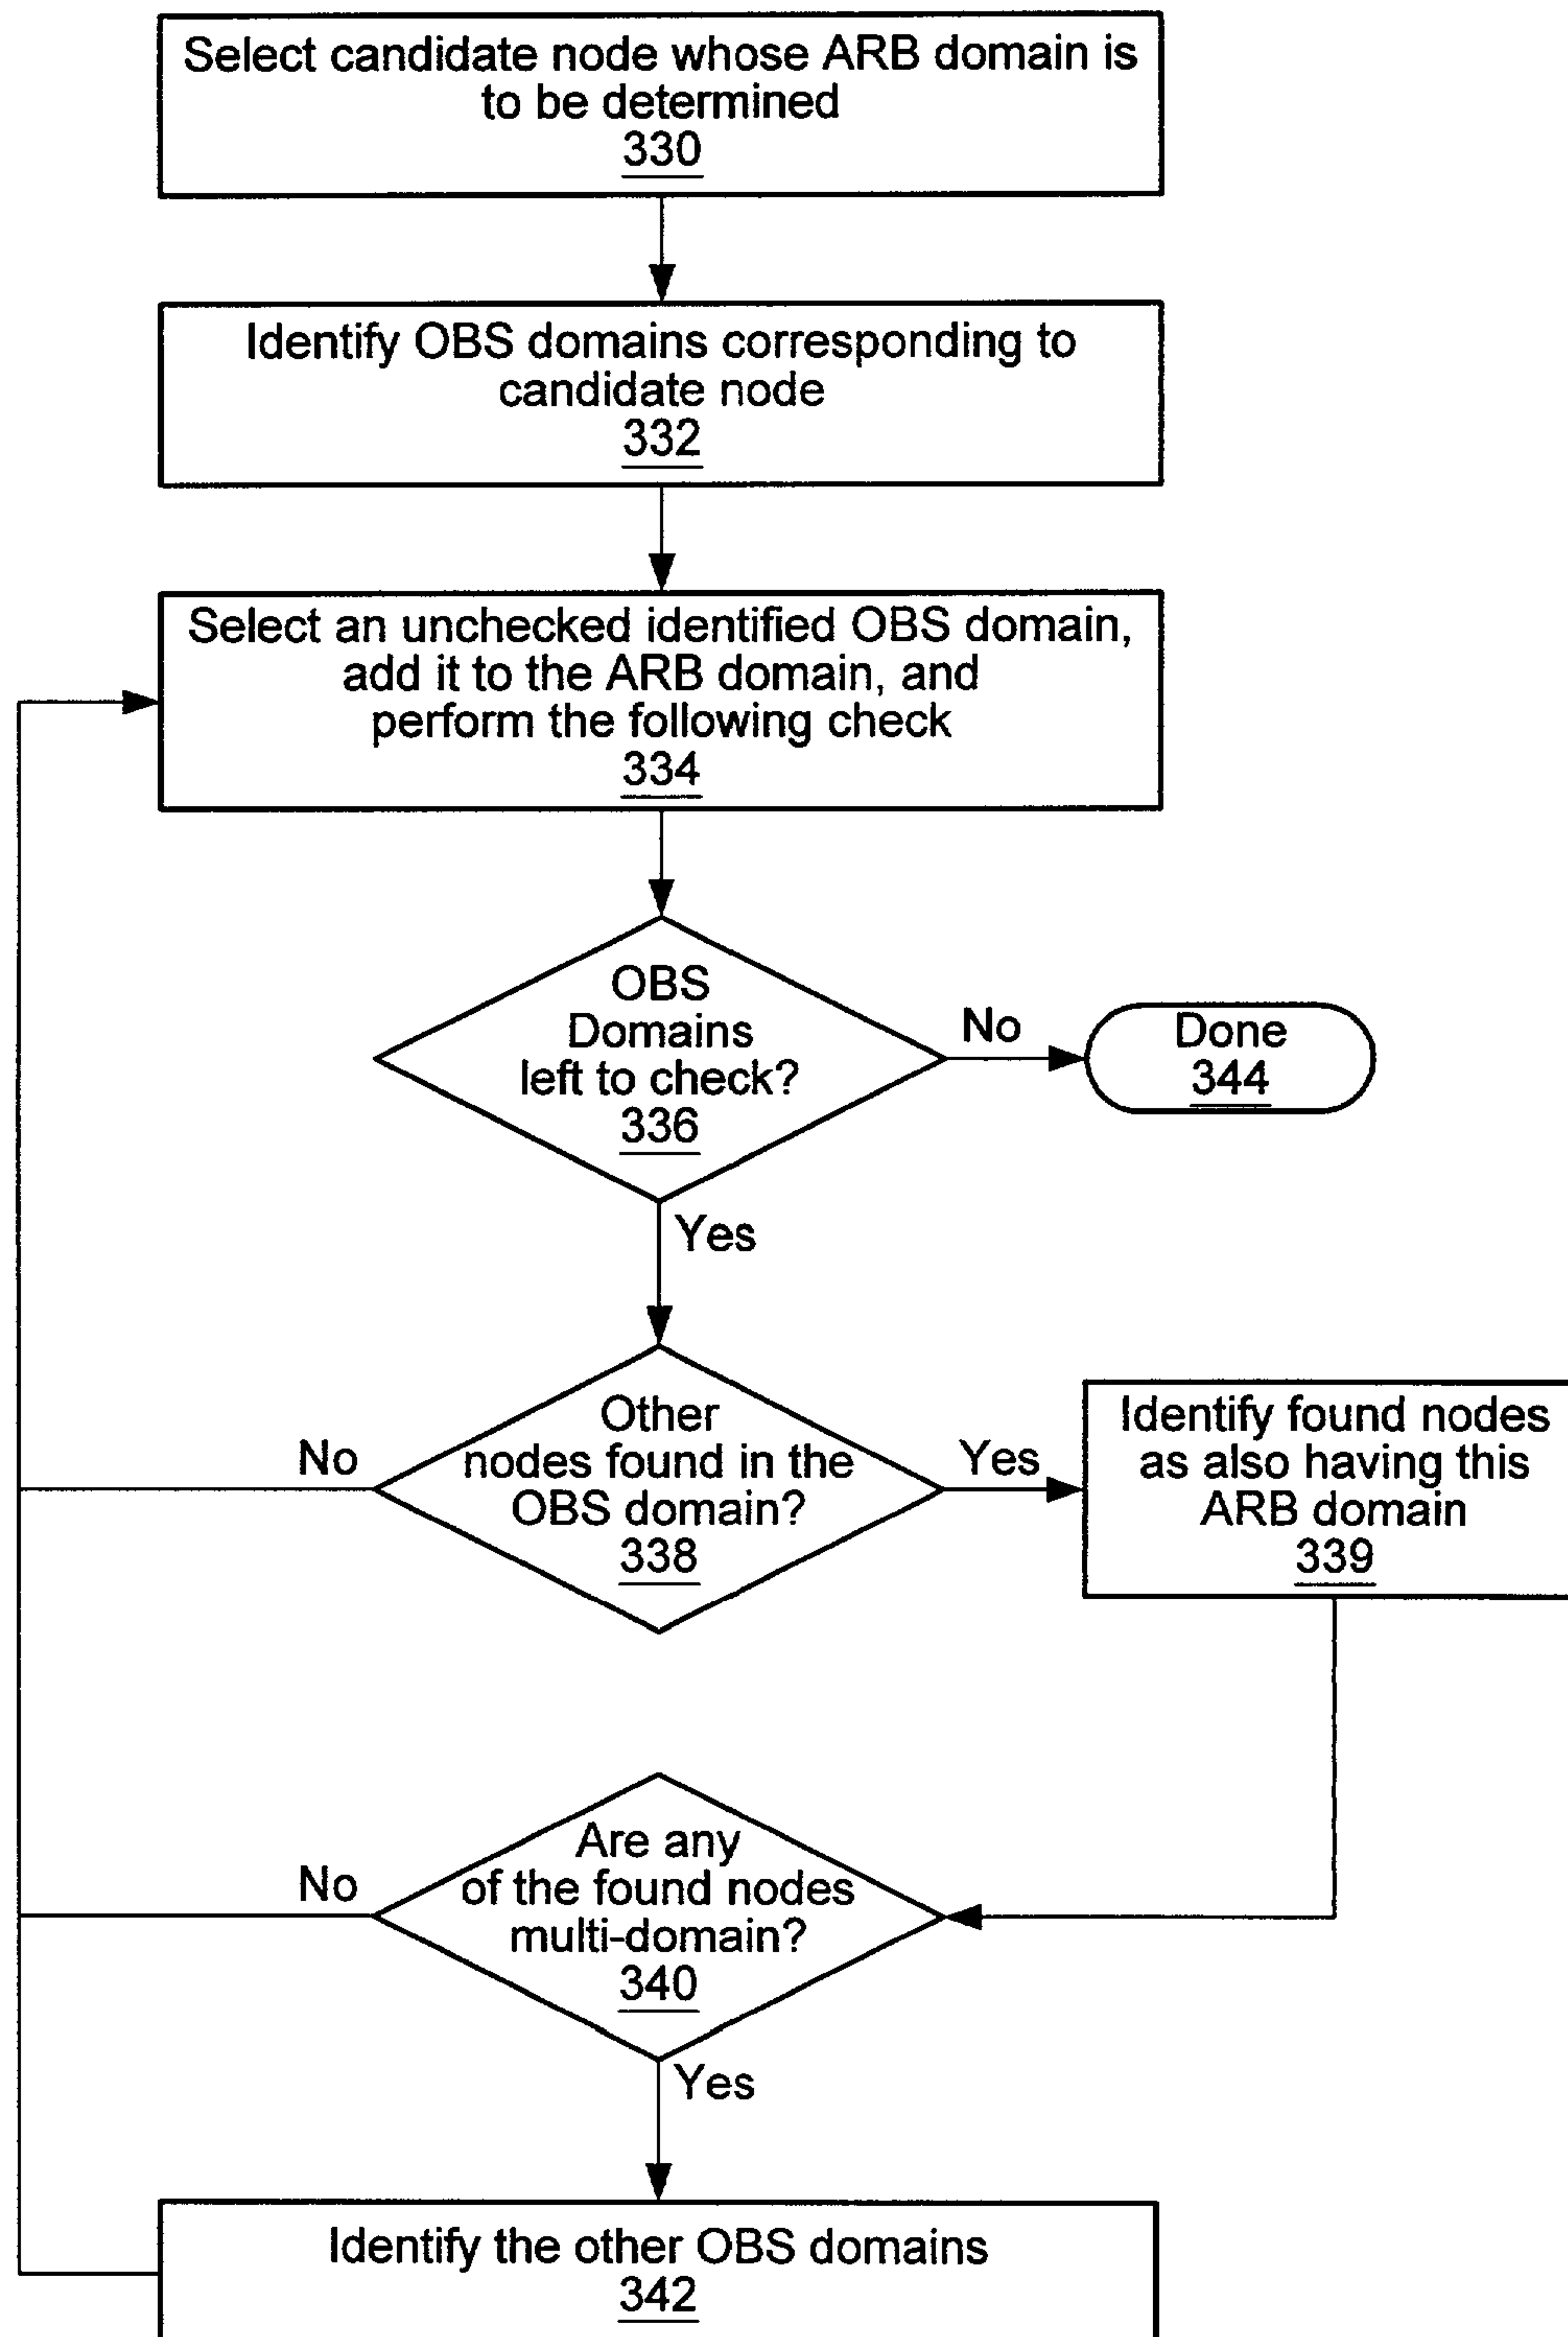 Select candidate node whose ARB domain is
to be determined
330
Identify OBS domains corresponding to
candidate node
332
Select an unchecked identified OBS domain,
add it to the ARB domain, and
perform the following check
334
OBS
Domains
left to check?
336
No
Done
344
Yes
Other
nodes found in the
OBS domain?
338
No
Yes
Identify found nodes
as also having this
ARB domain
339
Are any
of the found nodes
multi-domain?
340
No
Yes
Identify the other OBS domains
342